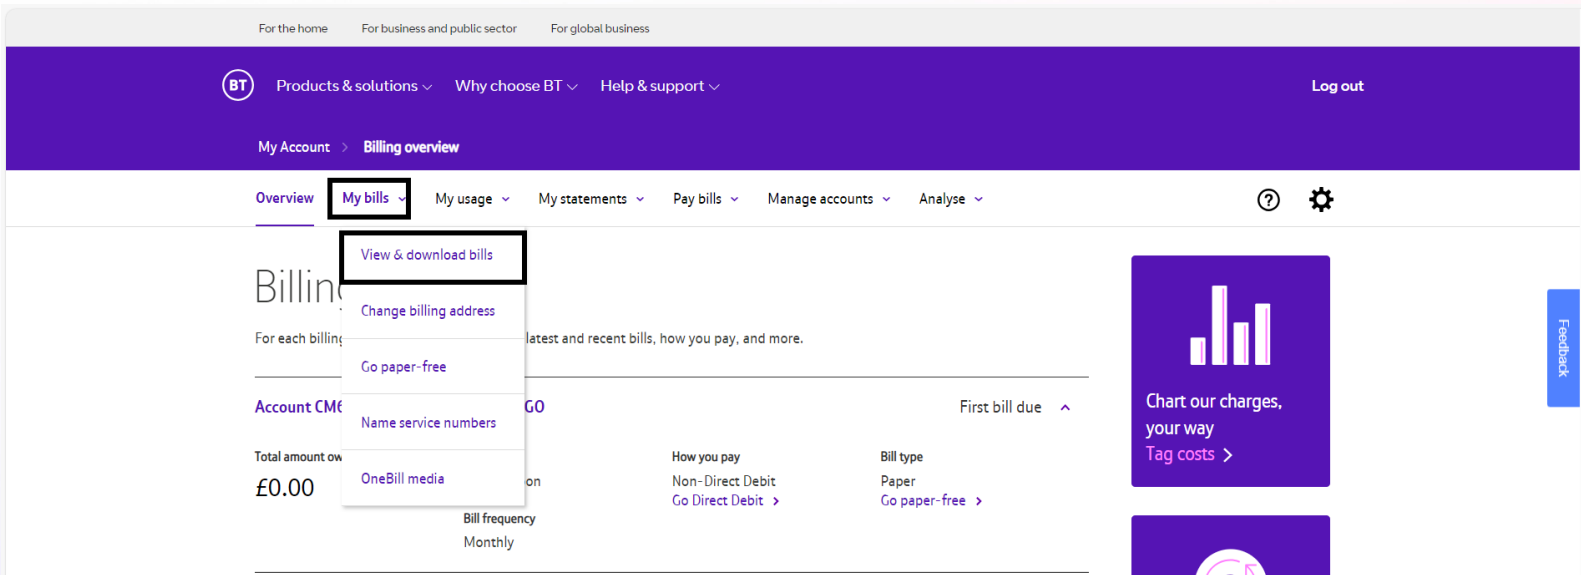 For the home For business and public sector For global business
BT Products & solutions Why choose BT Help & support Log out
My Account > Billing overview
Overview My bills My usage My statements Pay bills Manage accounts Analyse ?
View & download bills
Change billing address
Go paper-free
Name service numbers
OneBill media
For each billing latest and recent bills, how you pay, and more.
Account GO First bill due
Total amount
£0.00
How you pay
Non-Direct Debit
Go Direct Debit >
Bill type
Paper
Go paper-free >
Bill frequency
Monthly
Chart our charges,
your way
Tag costs >
Feedback